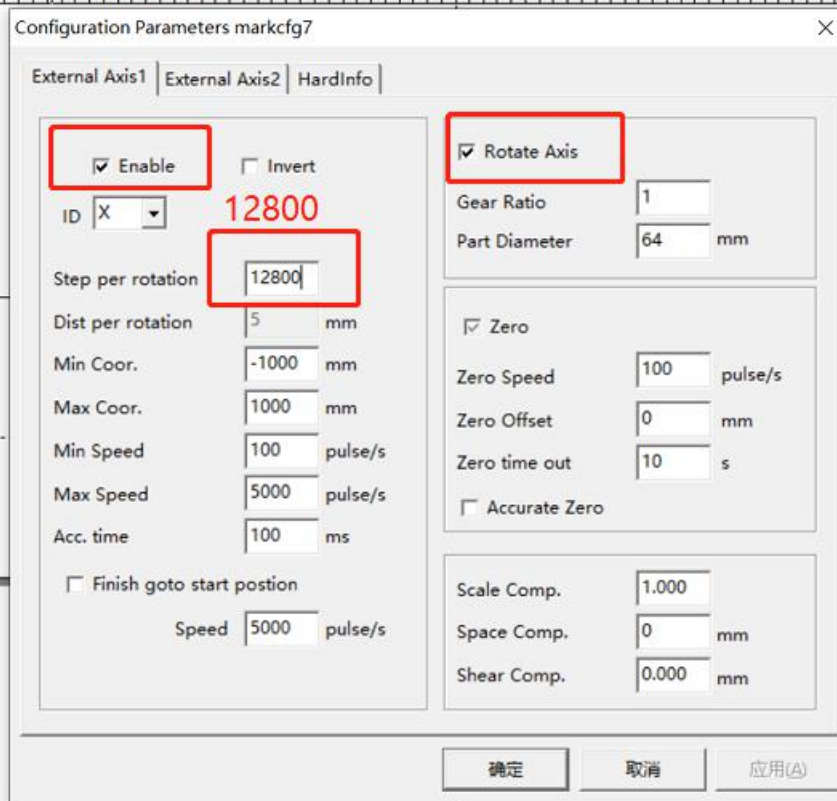 Configuration Parameters markcfg7
External Axis1 External Axis2 HardInfo
Enable Invert
ID X 12800
Step per rotation 12800
Dist per rotation 5 mm
Min Coor. -1000 mm
Max Coor. 1000 mm
Min Speed 100 pulse/s
Max Speed 5000 pulse/s
Acc. time 100 ms
Finish goto start postion
Speed 5000 pulse/s
Rotate Axis
Gear Ratio 1
Part Diameter 64 mm
Zero
Zero Speed 100 pulse/s
Zero Offset 0 mm
Zero time out 10 s
Accurate Zero
Scale Comp. 1.000
Space Comp. 0 mm
Shear Comp. 0.000 mm
确定 取消 应用(A)